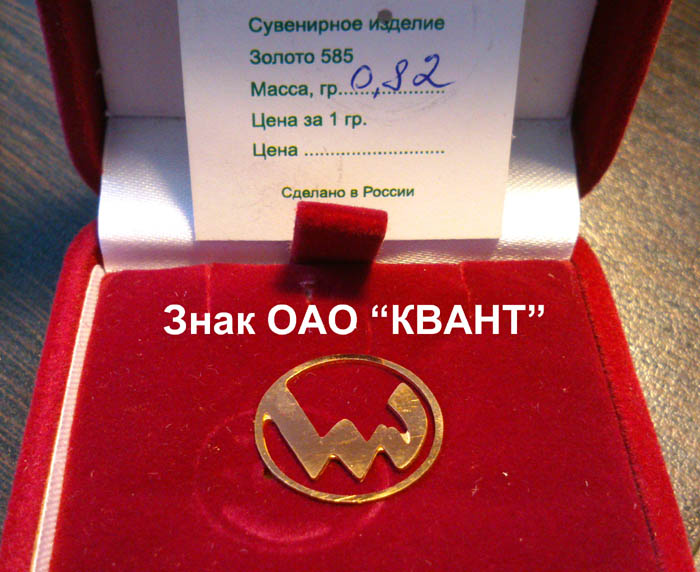 Сувенирное изделие
Золото 585
Масса, гр. 0,82
Цена за 1 гр.
Цена ........................
Сделано в России
Знак ОАО “КВАНТ”